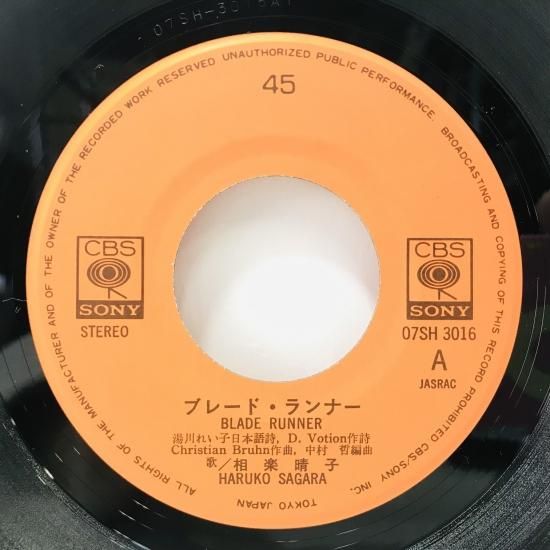 07SH-3016A1
ALL RIGHTS OF THE MANUFACTURER AND OF THE OWNER OF THE RECORDED WORK RESERVED UNAUTHORIZED PUBLIC PERFORMANCE. BROADCASTING AND COPYING OF THIS RECORD PROHIBITED CBS/SONY INC.
TOKYO JAPAN
45
CBS
SONY
STEREO
CBS
SONY
07SH 3016
A
JASRAC
ブレード・ランナー
BLADE RUNNER
湯川れい子日本語詩, D. Votion作詩
Christian Bruhn作曲, 中村 哲編曲
歌/相楽晴子
HARUKO SAGARA